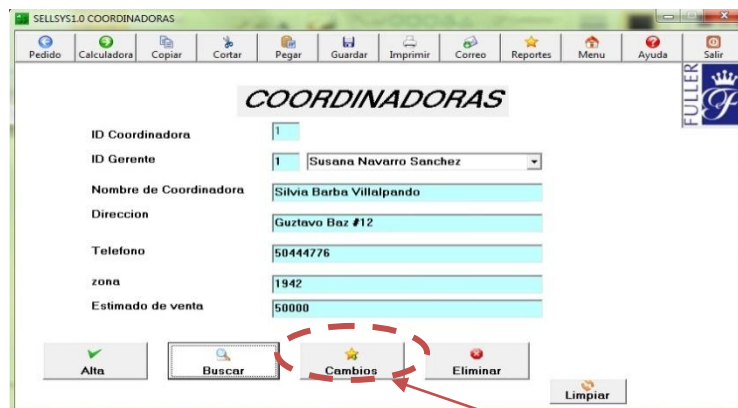 SELLSYS1.0 COORDINADORAS
Pedido Calculadora Copiar Cortar Pegar Guardar Imprimir Correo Reportes Menu Ayuda Salir
FULLER
COORDINADORAS
ID Coordinadora 1
ID Gerente 1 Susana Navarro Sanchez
Nombre de Coordinadora Silvia Barba Villalpando
Direccion Guztavo Baz #12
Telefono 50444776
zona 1942
Estimado de venta 50000
Alta Buscar Cambios Eliminar
Limpiar